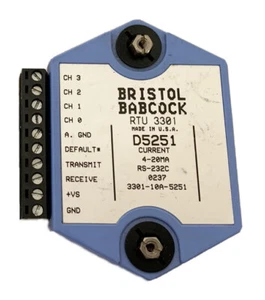 CH 3
CH 2
CH 1
CH 0
A. GND
DEFAULT*
TRANSMIT
RECEIVE
+VS
GND
BRISTOL
BABCOCK
RTU 3301
MADE IN U.S.A.
D5251
CURRENT
4-20MA
RS-232C
0237
3301-10A-5251